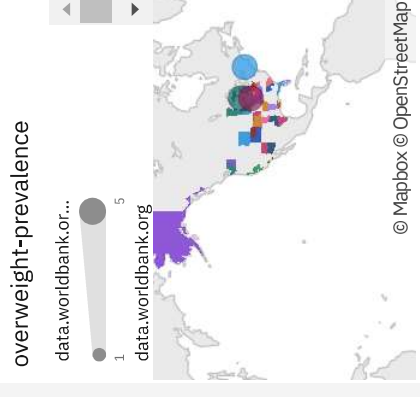 overweight-prevalence
data.worldbank.or...
1
5
data.worldbank.org
© Mapbox © OpenStreetMap